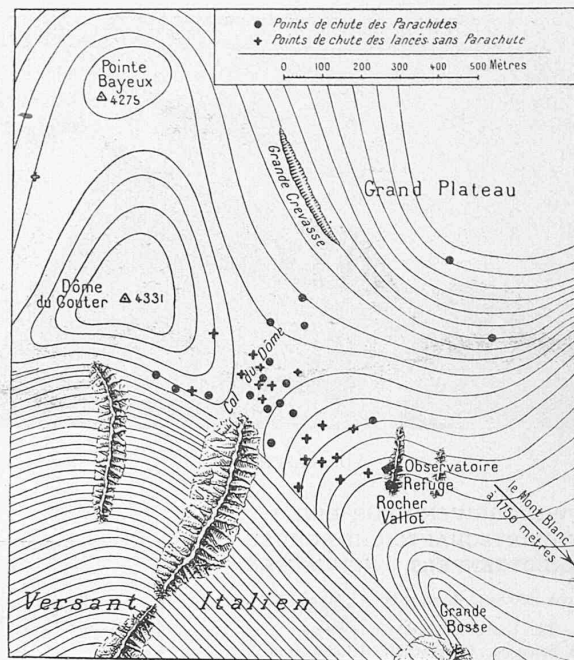 Points de chute des Parachutes
Points de chute des lancés sans Parachute
0 100 200 300 400 500 Mètres
Pointe
Bayeux
4275
Grande Crevasse
Grand Plateau
Dôme
du Gouter
4331
Col du Dôme
Observatoire
Refuge
Rocher
Vallot
le Mont Blanc
à 1750 mètres
Versant Italien
Grande
Bosse